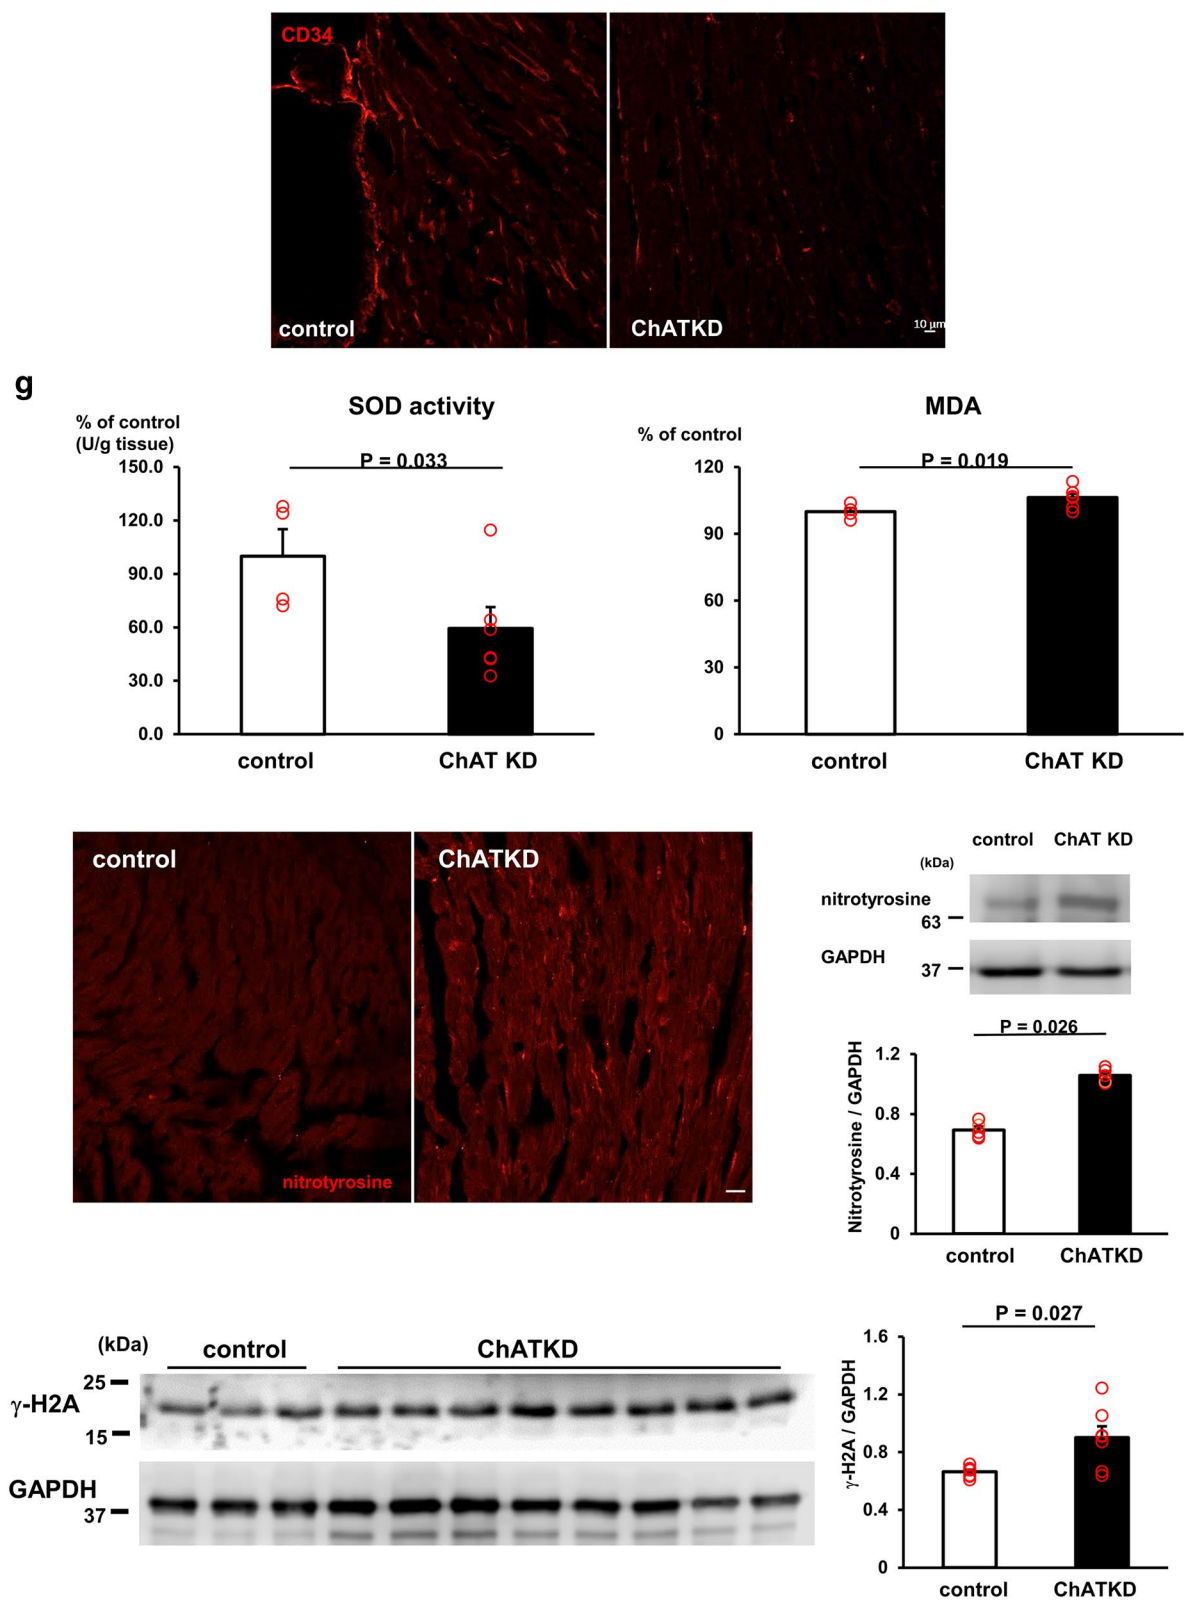 CD34
control
ChATKD
10 µm
g
SOD activity
% of control
(U/g tissue)
P = 0.033
150.0
120.0
90.0
60.0
30.0
0.0
control
ChAT KD
MDA
% of control
P = 0.019
120
90
60
30
0
control
ChAT KD
control
ChATKD
nitrotyrosine
control
ChAT KD
(kDa)
nitrotyrosine
63
GAPDH
37
P = 0.026
Nitrotyrosine / GAPDH
1.2
0.8
0.4
0
control
ChATKD
(kDa)
control
ChATKD
25
γ-H2A
15
GAPDH
37
P = 0.027
γ-H2A / GAPDH
1.6
1.2
0.8
0.4
0
control
ChATKD